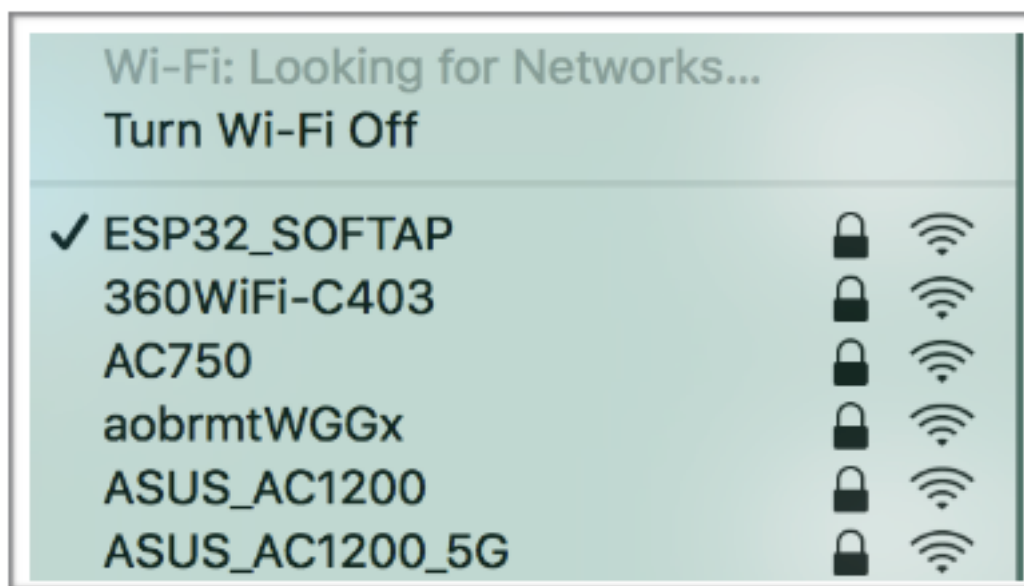 Wi-Fi: Looking for Networks...
Turn Wi-Fi Off
ESP32_SOFTAP
360WiFi-C403
AC750
aobrmtWGGx
ASUS_AC1200
ASUS_AC1200_5G